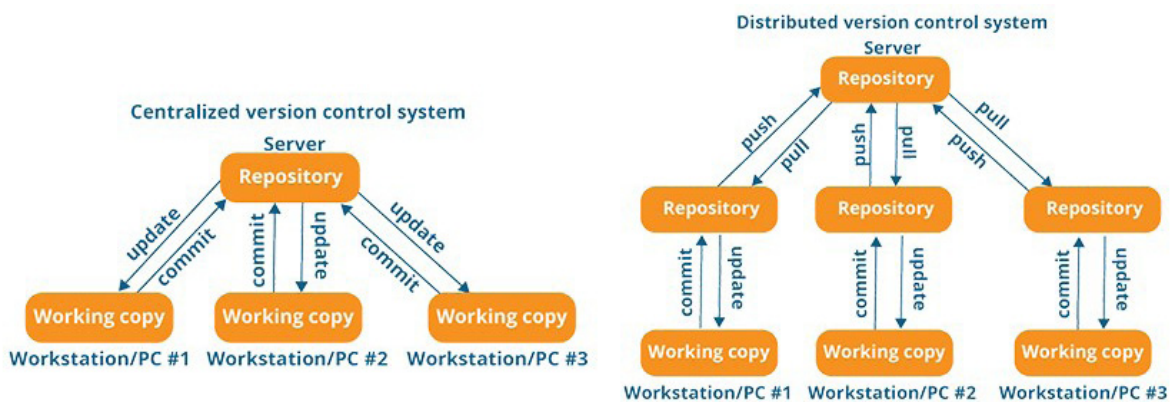 Centralized version control system
Server
Repository
update
commit
commit
update
update
commit
Working copy
Working copy
Working copy
Workstation/PC #1
Workstation/PC #2
Workstation/PC #3
Distributed version control system
Server
Repository
push
pull
push
pull
pull
push
Repository
Repository
Repository
commit
update
commit
update
commit
update
Working copy
Working copy
Working copy
Workstation/PC #1
Workstation/PC #2
Workstation/PC #3